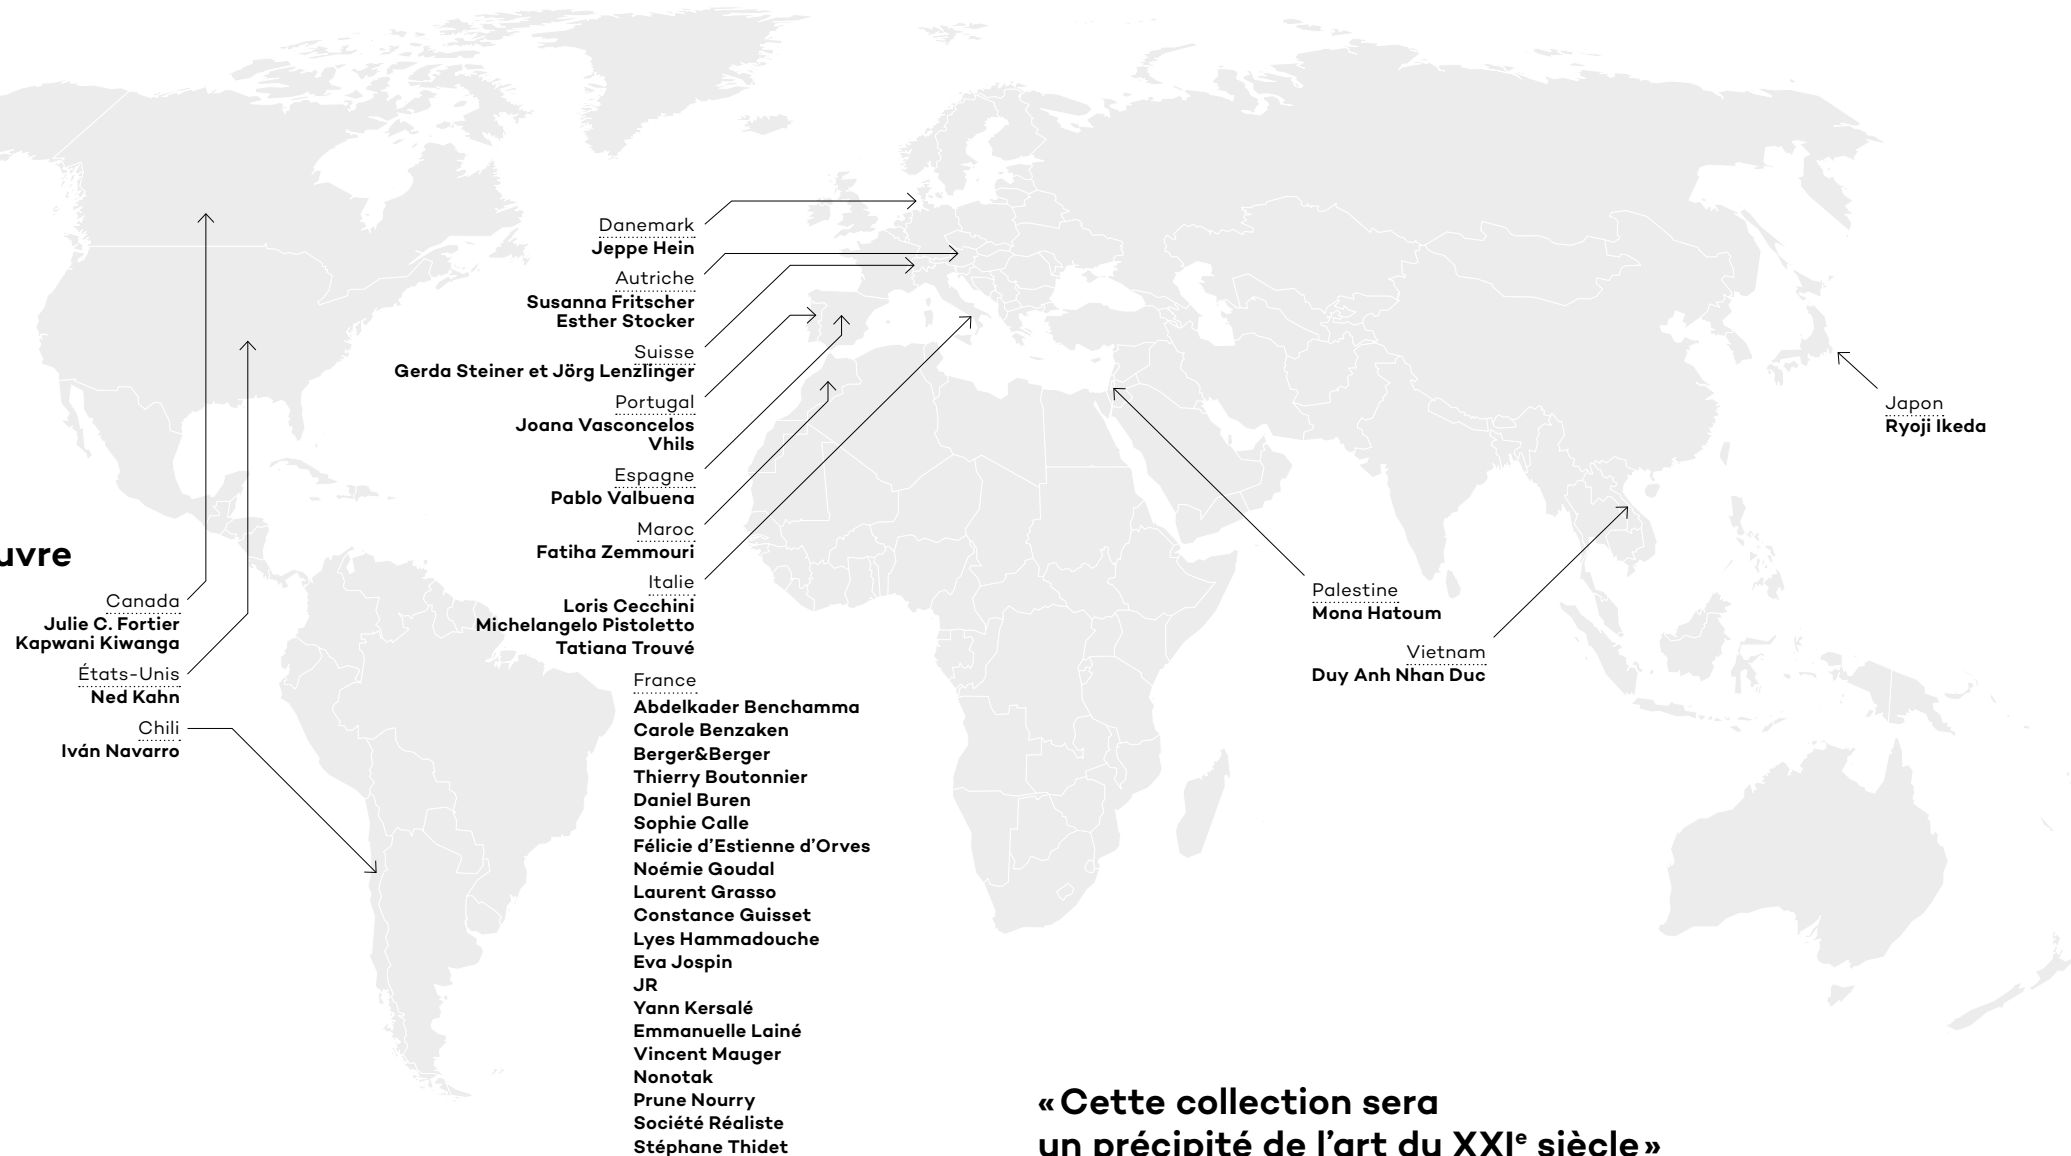 uvre
Canada
Julie C. Fortier
Kapwani Kiwanga
États-Unis
Ned Kahn
Chili
Iván Navarro
Danemark
Jeppe Hein
Autriche
Susanna Fritscher
Esther Stocker
Suisse
Gerda Steiner et Jörg Lenzlinger
Portugal
Joana Vasconcelos
Vhils
Espagne
Pablo Valbuena
Maroc
Fatiha Zemmouri
Italie
Loris Cecchini
Michelangelo Pistoletto
Tatiana Trouvé
France
Abdelkader Benchamma
Carole Benzaken
Berger&Berger
Thierry Boutonnier
Daniel Buren
Sophie Calle
Félicie d’Estienne d’Orves
Noémie Goudal
Laurent Grasso
Constance Guisset
Lyes Hammadouche
Eva Jospin
JR
Yann Kersalé
Emmanuelle Lainé
Vincent Mauger
Nonotak
Prune Nourry
Société Réaliste
Stéphane Thidet
Palestine
Mona Hatoum
Vietnam
Duy Anh Nhan Duc
Japon
Ryoji Ikeda
« Cette collection sera
un précipité de l’art du XXIe siècle »